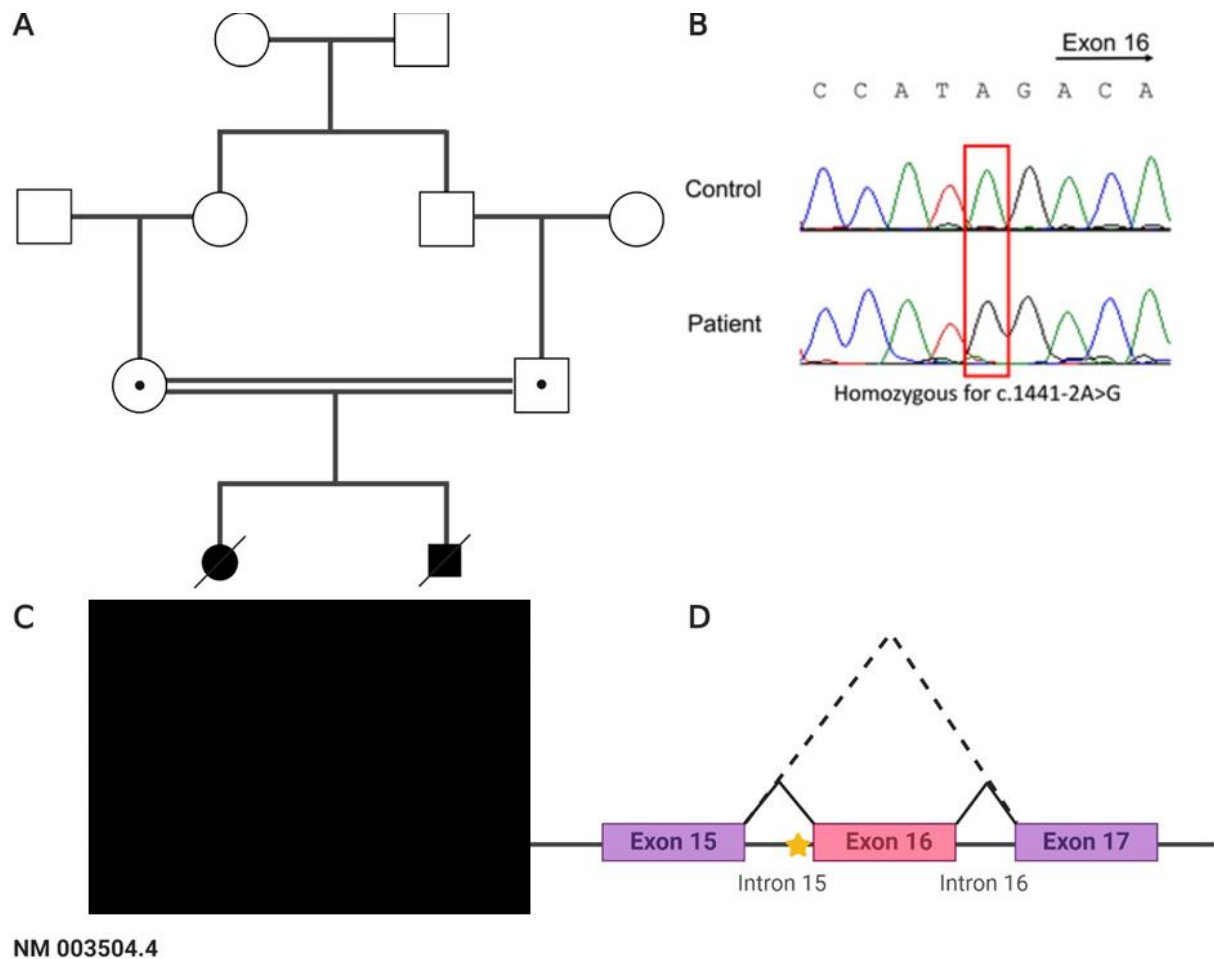 A
B
Exon 16
C C A T A G A C A
Control
Patient
Homozygous for c.1441-2A>G
C
D
Exon 15
Exon 16
Exon 17
Intron 15
Intron 16
NM 003504.4